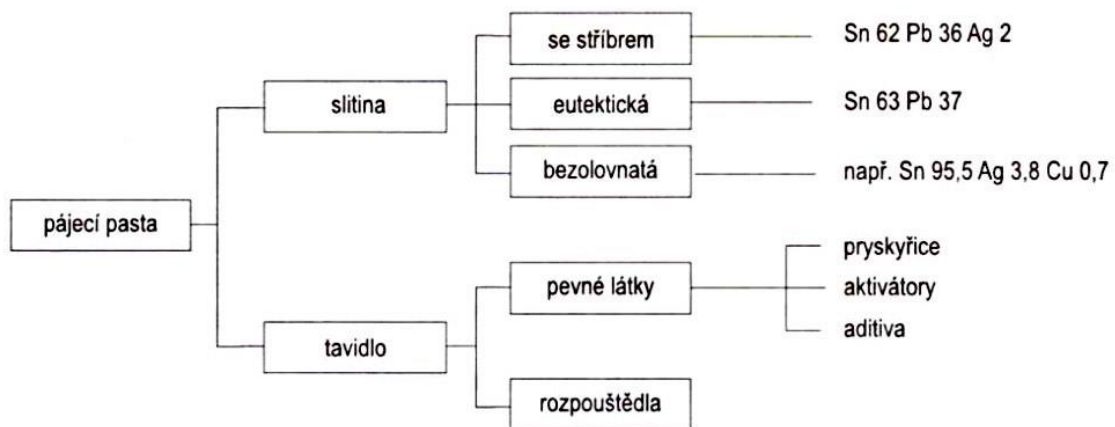 se stříbrem
Sn 62 Pb 36 Ag 2
slitina
eutektická
Sn 63 Pb 37
bezolovnatá
např. Sn 95,5 Ag 3,8 Cu 0,7
pájecí pasta
pryskyřice
pevné látky
aktivátory
aditiva
tavidlo
rozpouštědla